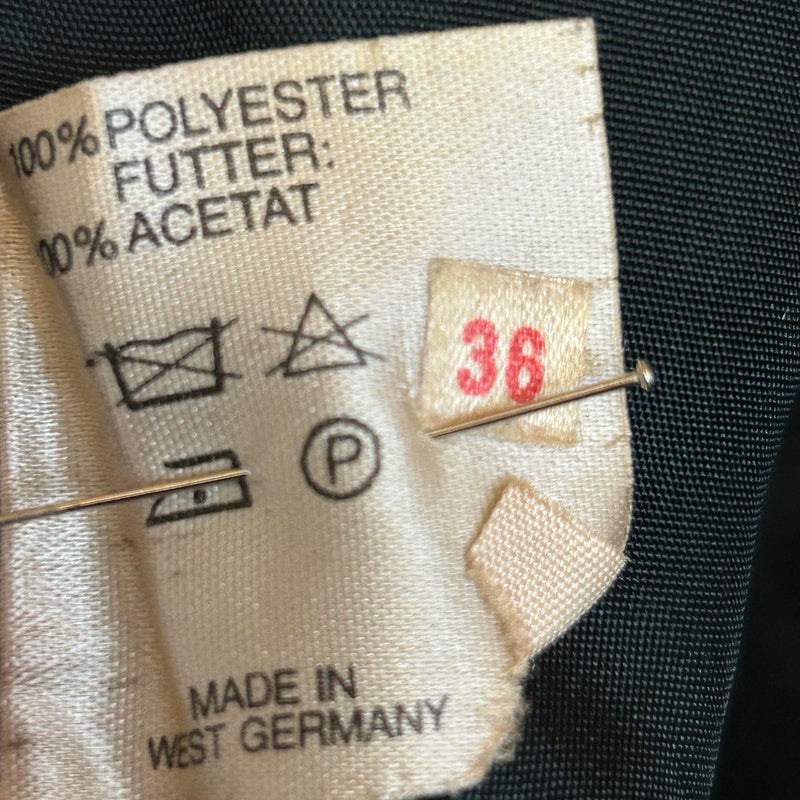 100% POLYESTER
FUTTER:
00% ACETAT
36
P
MADE IN
WEST GERMANY